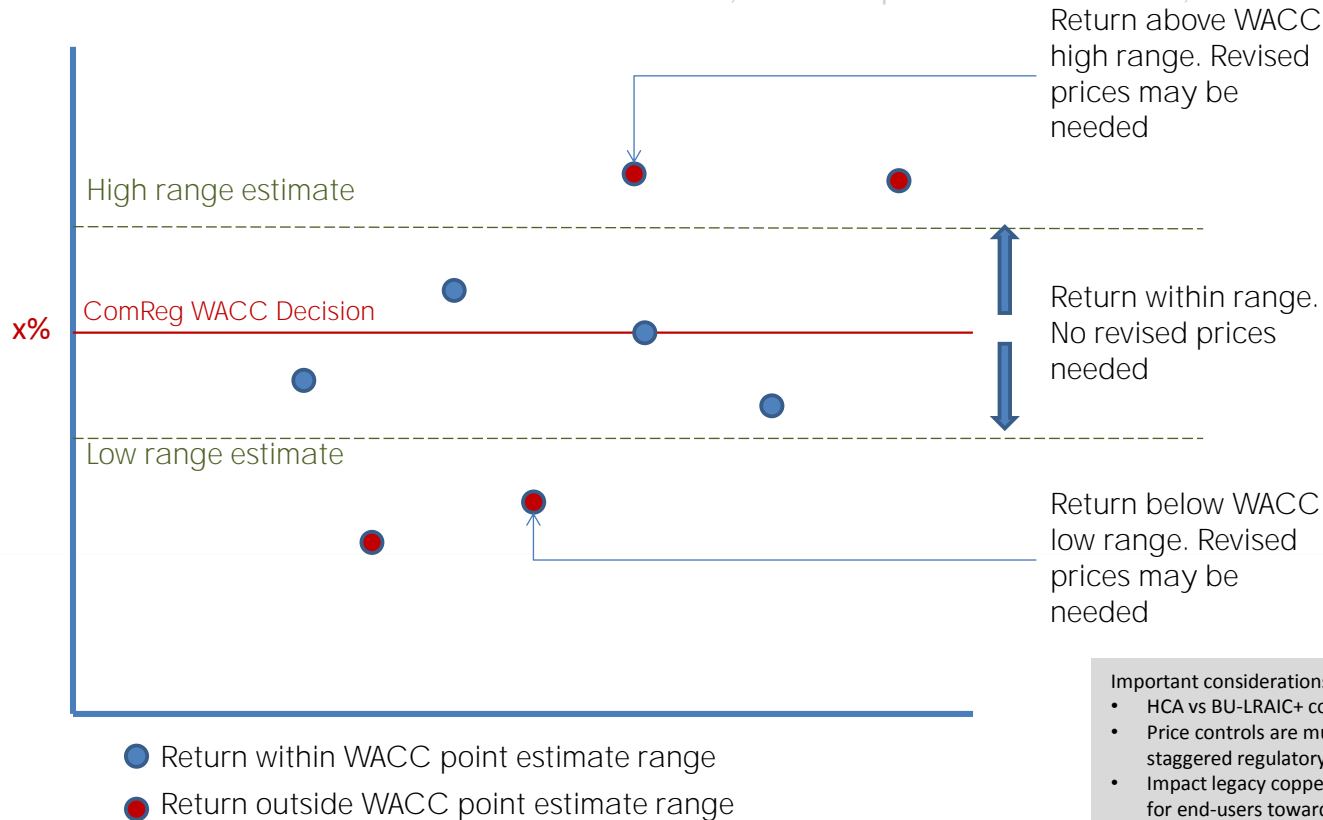 Return above WACC
high range. Revised
prices may be
needed
High range estimate
ComReg WACC Decision
x%
Return within range.
No revised prices
needed
Low range estimate
Return below WACC
low range. Revised
prices may be
needed
Important considerations
• HCA vs BU-LRAIC+
• Price controls are
staggered regulatory
• Impact legacy
for end-users
Return within WACC point estimate range
Return outside WACC point estimate range